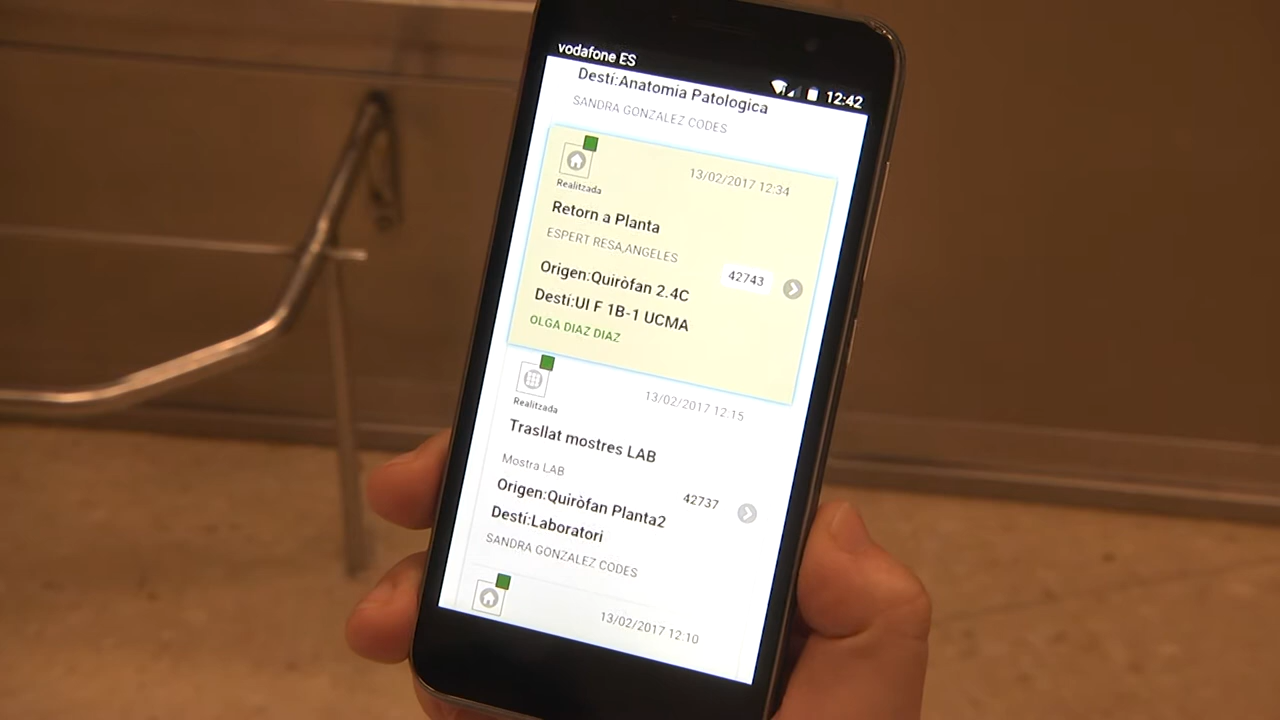 vodafone ES
12:42
Destí:Anatomia Patologica
SANDRA GONZALEZ CODES
13/02/2017 12:34
Realitzada
Retorn a Planta
ESPERT RESA,ANGELES
42743
Origen:Quiròfan 2.4C
Destí:UI F 1B-1 UCMA
OLGA DIAZ DIAZ
13/02/2017 12:15
Realitzada
Trasllat mostres LAB
Mostra LAB
42737
Origen:Quiròfan Planta2
Destí:Laboratori
SANDRA GONZALEZ CODES
13/02/2017 12:10